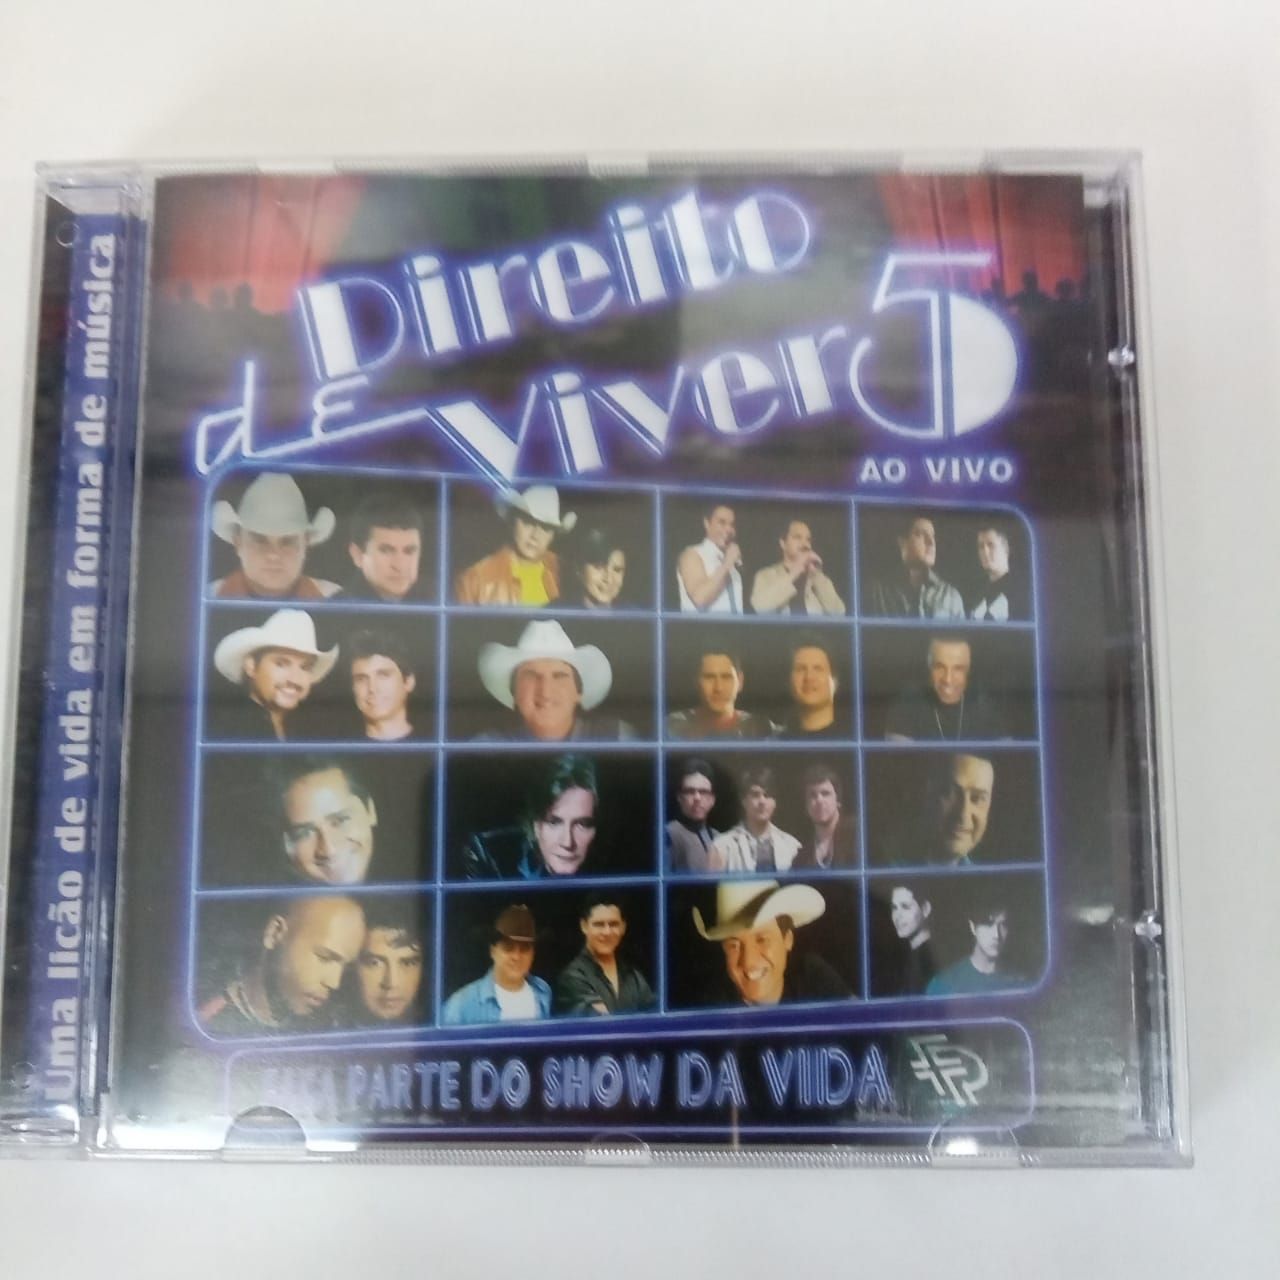 Uma lição de vida em forma de música
Direito
de Viver 5
AO VIVO
FAÇA PARTE DO SHOW DA VIDA